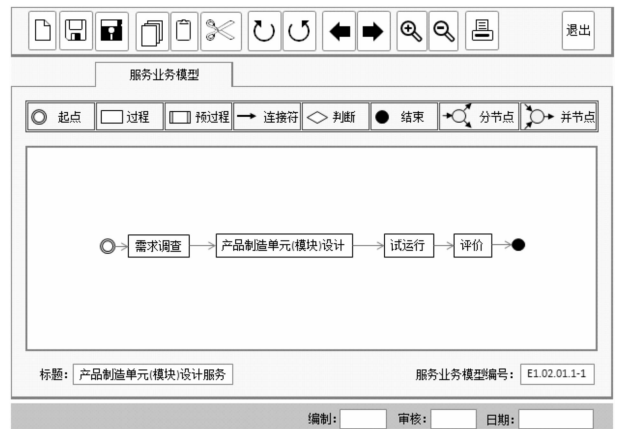 退出
服务业务模型
起点 过程 预过程 连接符 判断 结束 分节点 并节点
需求调查 产品制造单元(模块)设计 试运行 评价
标题: 产品制造单元(模块)设计服务 服务业务模型编号: E1.02.01.1-1
编制: 审核: 日期: